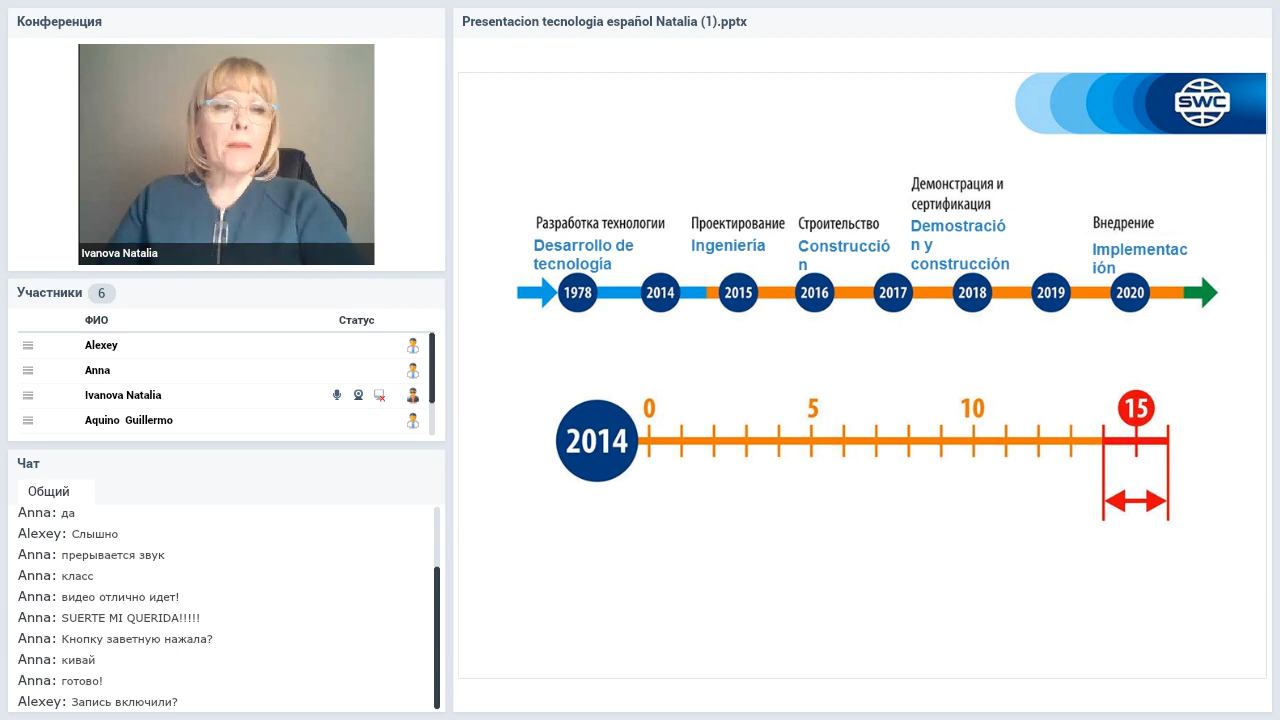 Конференция
Ivanova Natalia
Участники 6
ФИО Статус
Alexey
Anna
Ivanova Natalia
Aquino Guillermo
Чат
Общий
Anna: да
Alexey: Слышно
Anna: прерывается звук
Anna: класс
Anna: видео отлично идет!
Anna: SUERTE MI QUERIDA!!!!!
Anna: Кнопку заветную нажала?
Anna: кивай
Anna: готово!
Alexey: Запись включили?
Presentacion tecnologia español Natalia (1).pptx
SWC
Разработка технологии
Desarrollo de
tecnología
Проектирование
Ingeniería
Строительство
Construcció
n
Демонстрация и
сертификация
Demostració
n y
construcción
Внедрение
Implementac
ión
1978 2014 2015 2016 2017 2018 2019 2020
0 5 10 15
2014